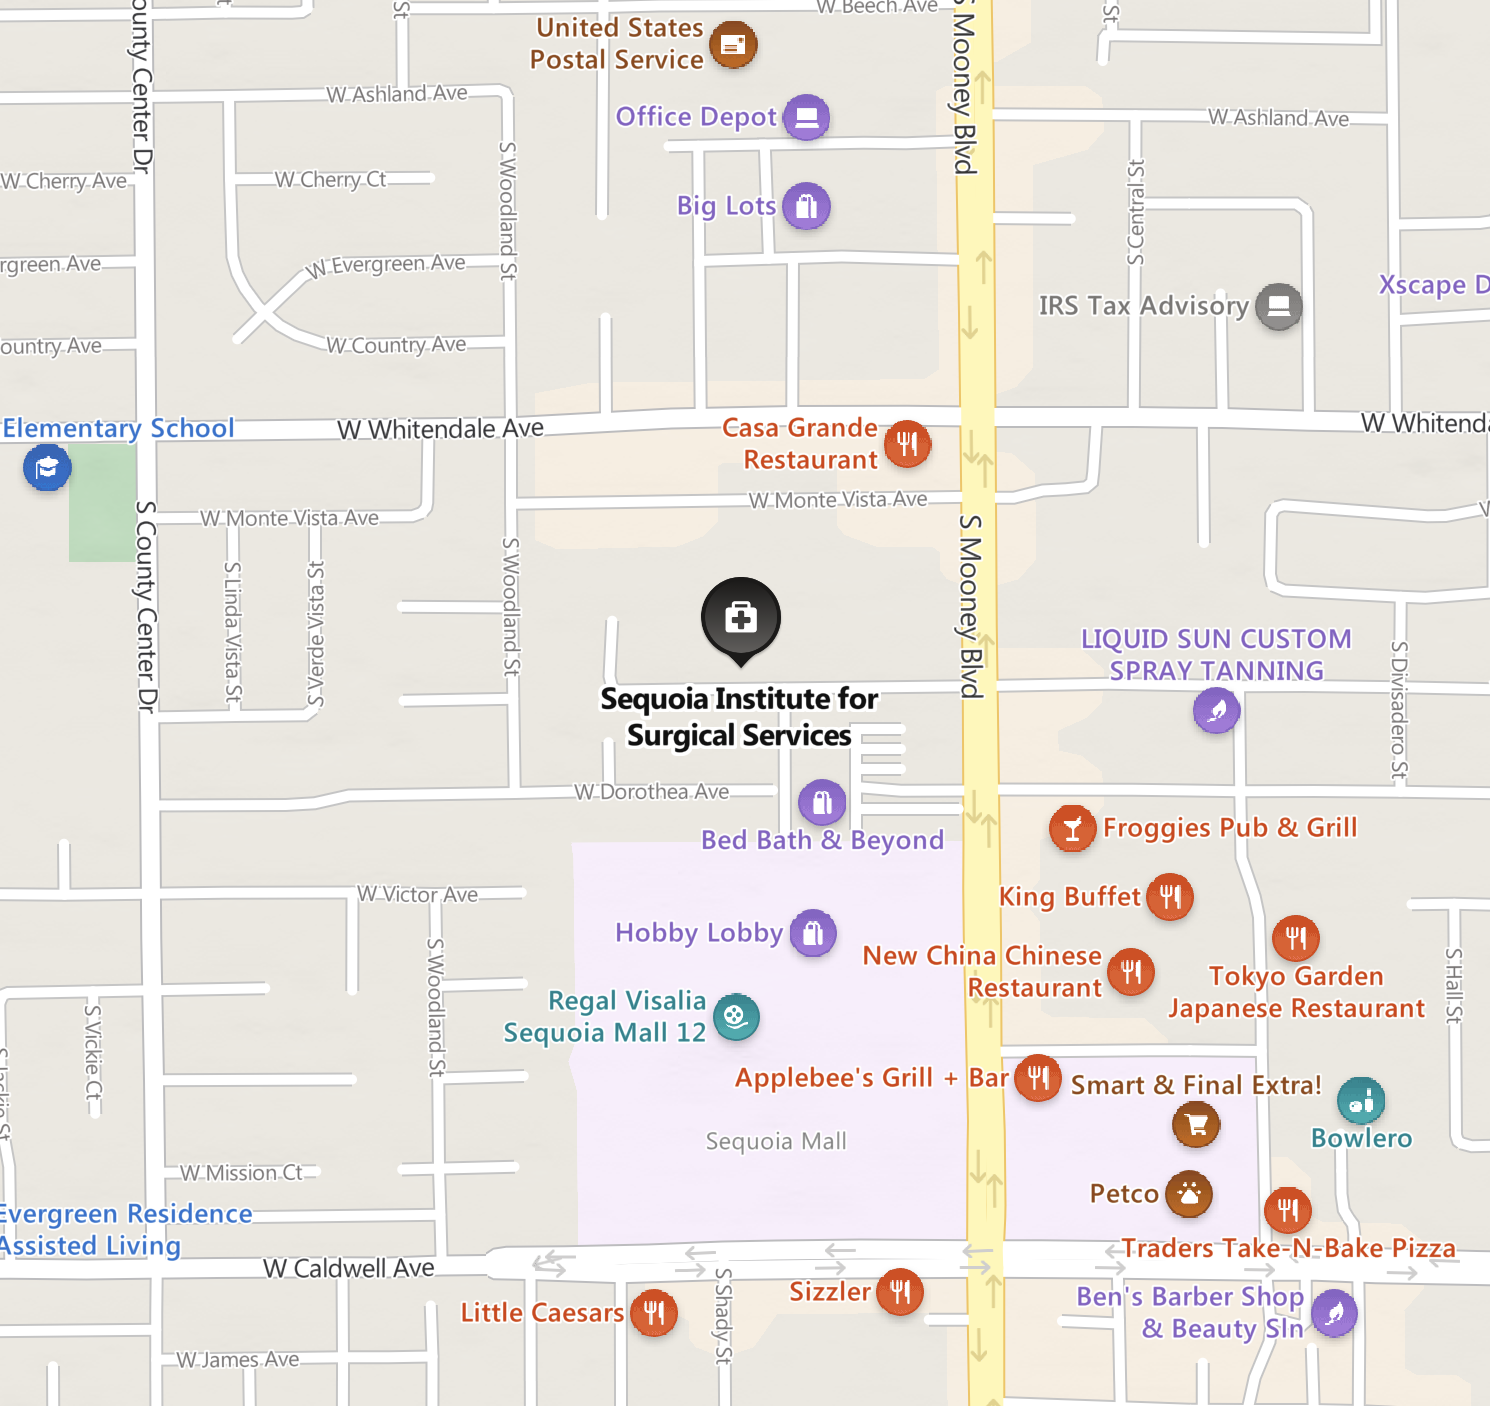 W Beech Ave
United States
Postal Service
S Mooney Blvd
St
St
County Center Dr
W Ashland Ave
Office Depot
W Ashland Ave
W Cherry Ave
W Cherry Ct
S Woodland St
Big Lots
S Central St
rgreen Ave
W Evergreen Ave
IRS Tax Advisory
Xscape D
ountry Ave
W Country Ave
Elementary School
W Whitendale Ave
Casa Grande
Restaurant
W Whitenda
W Monte Vista Ave
W Monte Vista Ave
S County Center Dr
S Linda Vista St
S Verde Vista St
S Woodland St
S Mooney Blvd
LIQUID SUN CUSTOM
SPRAY TANNING
S Divisadero St
Sequoia Institute for
Surgical Services
W Dorothea Ave
Bed Bath & Beyond
Froggies Pub & Grill
W Victor Ave
King Buffet
Hobby Lobby
New China Chinese
Restaurant
Tokyo Garden
Japanese Restaurant
S Hall St
S Woodland St
S Vickie Ct
Regal Visalia
Sequoia Mall 12
Applebee's Grill + Bar
Smart & Final Extra!
Bowlero
Sequoia Mall
W Mission Ct
Petco
Evergreen Residence
Assisted Living
Traders Take-N-Bake Pizza
W Caldwell Ave
Little Caesars
S Shady St
Sizzler
Ben's Barber Shop
& Beauty Sln
W James Ave